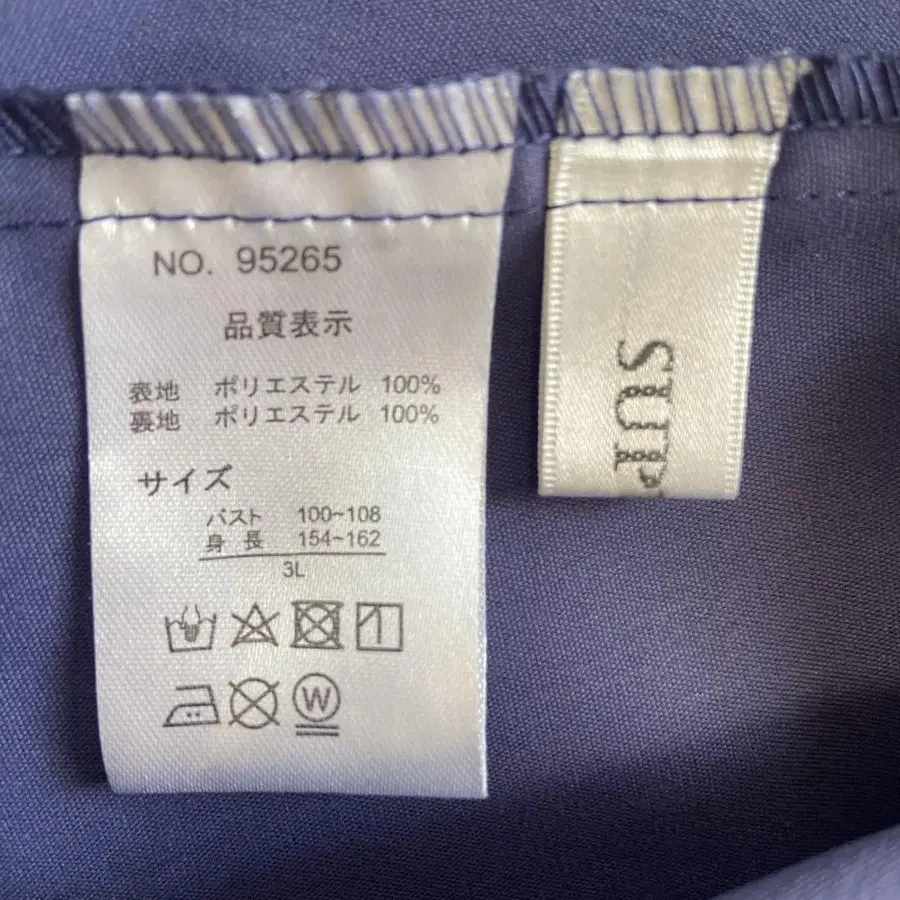 NO. 95265
品質表示
表地 ポリエステル 100%
裏地 ポリエステル 100%
サイズ
バスト 100~108
身長 154~162
3L
W